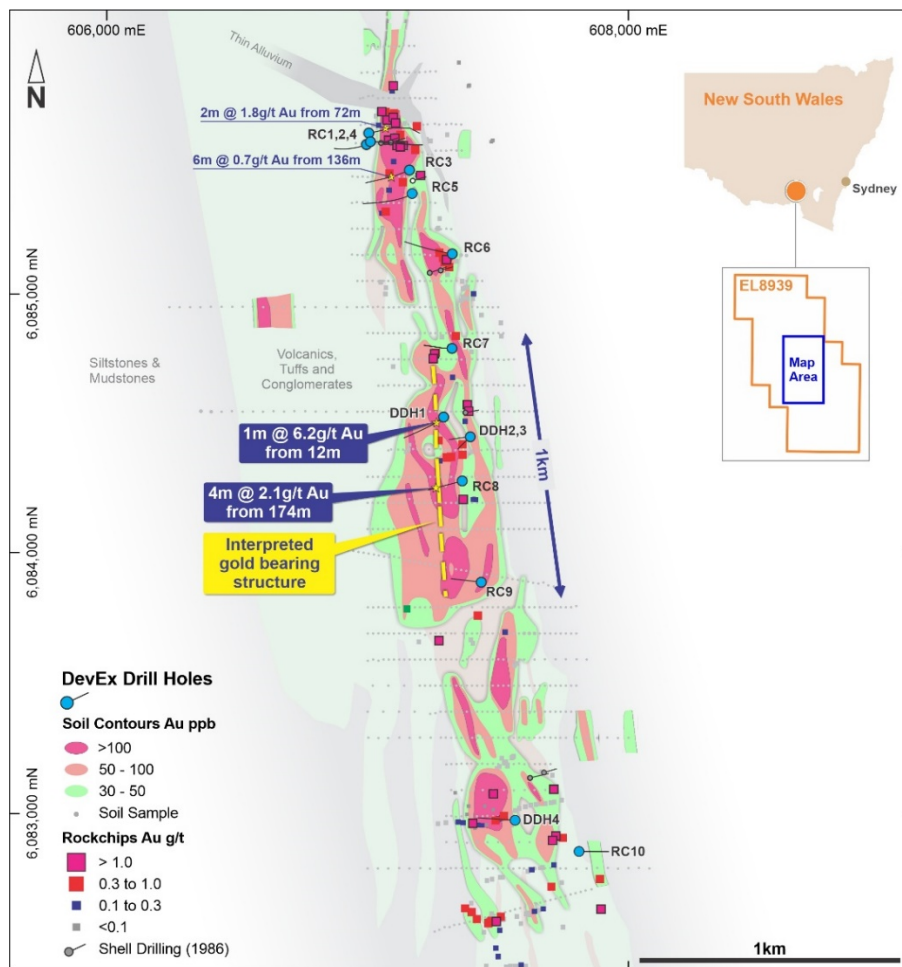 606,000 mE
608,000 mE
N
Thin Alluvium
New South Wales
Sydney
2m @ 1.8g/t Au from 72m
RC1,2,4
6m @ 0.7g/t Au from 136m
RC3
RC5
RC6
6,085,000 mN
EL8939
Map
Area
RC7
Siltstones &
Mudstones
Volcanics,
Tuffs and
Conglomerates
DDH1
1m @ 6.2g/t Au
from 12m
DDH2,3
1km
4m @ 2.1g/t Au
from 174m
RC8
Interpreted
gold bearing
structure
6,084,000 mN
RC9
DevEx Drill Holes
Soil Contours Au ppb
>100
50 - 100
30 - 50
Soil Sample
Rockchips Au g/t
> 1.0
0.3 to 1.0
0.1 to 0.3
<0.1
Shell Drilling (1986)
6,083,000 mN
DDH4
RC10
1km